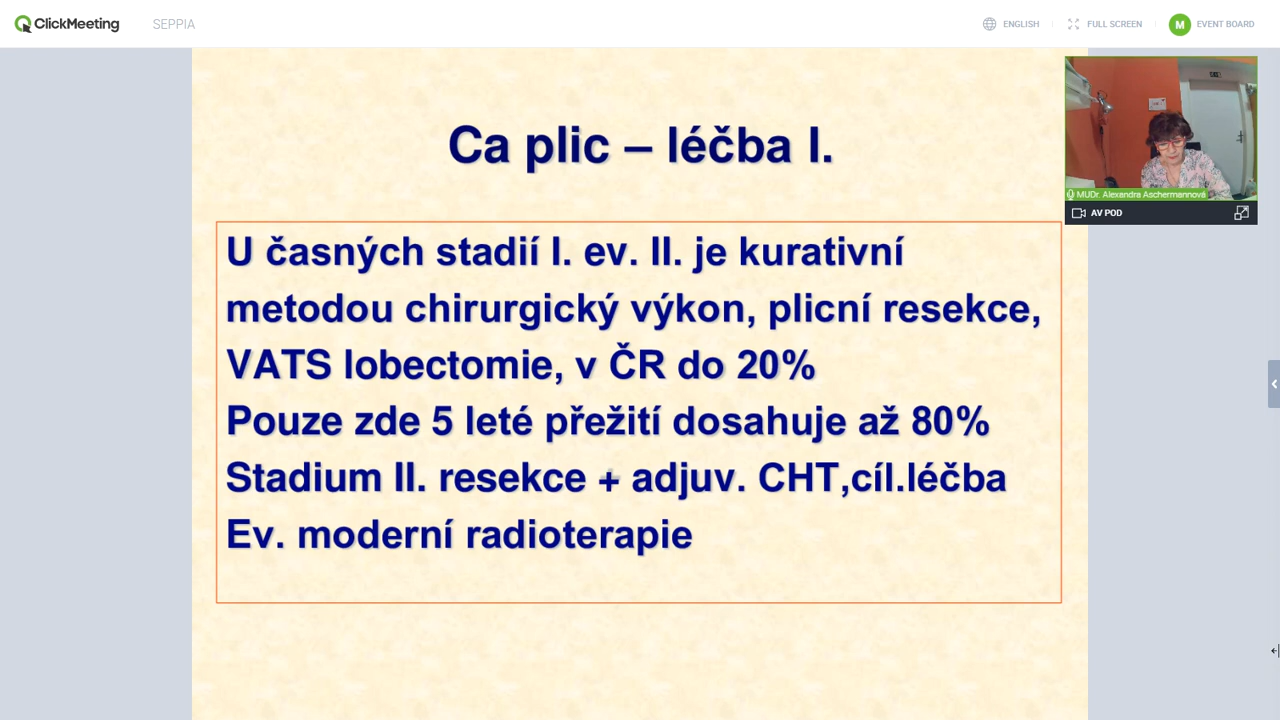 ClickMeeting
SEPPIA
ENGLISH
FULL SCREEN
M
EVENT BOARD
Ca plic – léčba I.
MUDr. Alexandra Aschermannová
AV POD
U časných stadií I. ev. II. je kurativní
metodou chirurgický výkon, plicní resekce,
VATS lobectomie, v ČR do 20%
Pouze zde 5 leté přežití dosahuje až 80%
Stadium II. resekce + adjuv. CHT,cíl.léčba
Ev. moderní radioterapie